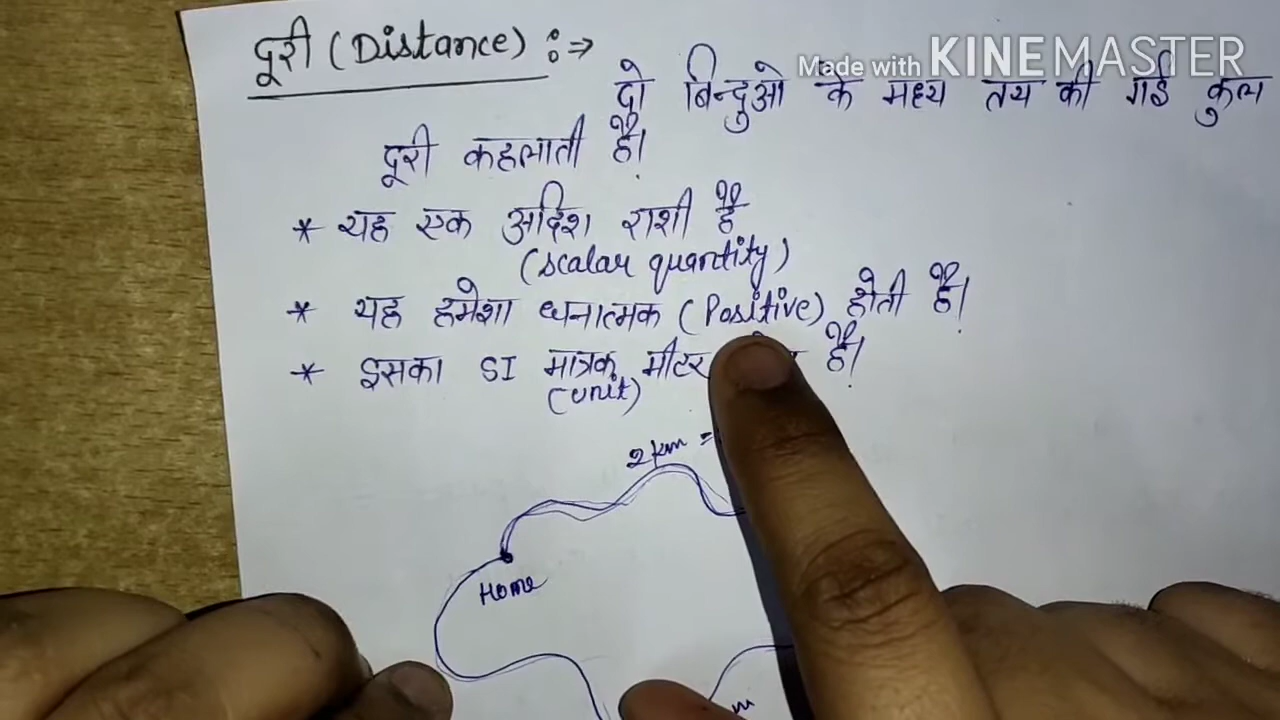 दूरी (Distance) :⇒
Made with KINEMASTER
दो बिन्दुओ के मध्य तय की गई कुल
दूरी कहलाती है।
* यह एक अदिश राशी है
(scalar quantity)
* यह हमेशा धनात्मक (Positive) होती है।
* इसका SI मात्रक मीटर है।
(unit)
2 km =
Home
m